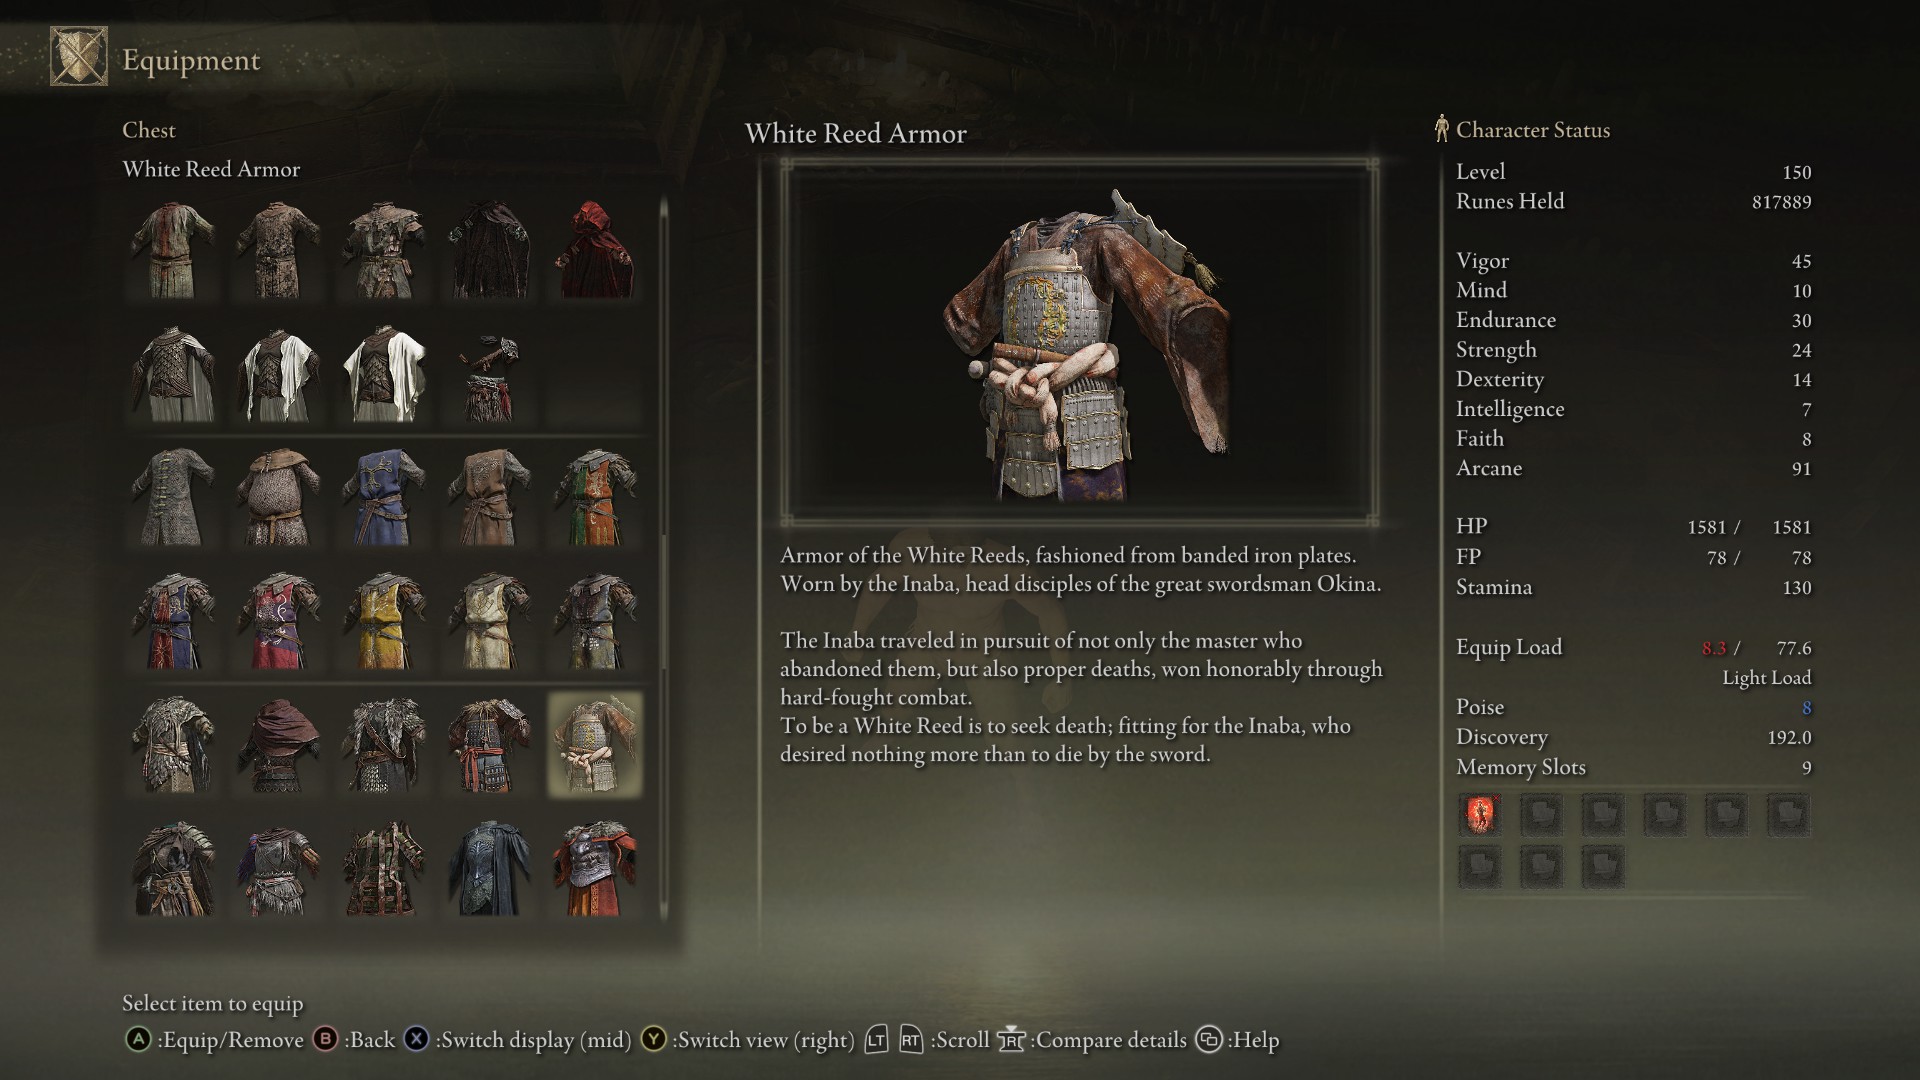 Equipment
Chest
White Reed Armor
White Reed Armor
Armor of the White Reeds, fashioned from banded iron plates.
Worn by the Inaba, head disciples of the great swordsman Okina.
The Inaba traveled in pursuit of not only the master who
abandoned them, but also proper deaths, won honorably through
hard-fought combat.
To be a White Reed is to seek death; fitting for the Inaba, who
desired nothing more than to die by the sword.
Character Status
Level 150
Runes Held 817889
Vigor 45
Mind 10
Endurance 30
Strength 24
Dexterity 14
Intelligence 7
Faith 8
Arcane 91
HP 1581 / 1581
FP 78 / 78
Stamina 130
Equip Load 8.3 / 77.6
Light Load
Poise 8
Discovery 192.0
Memory Slots 9
Select item to equip
A :Equip/Remove B :Back X :Switch display (mid) Y :Switch view (right) LT RT :Scroll R :Compare details :Help